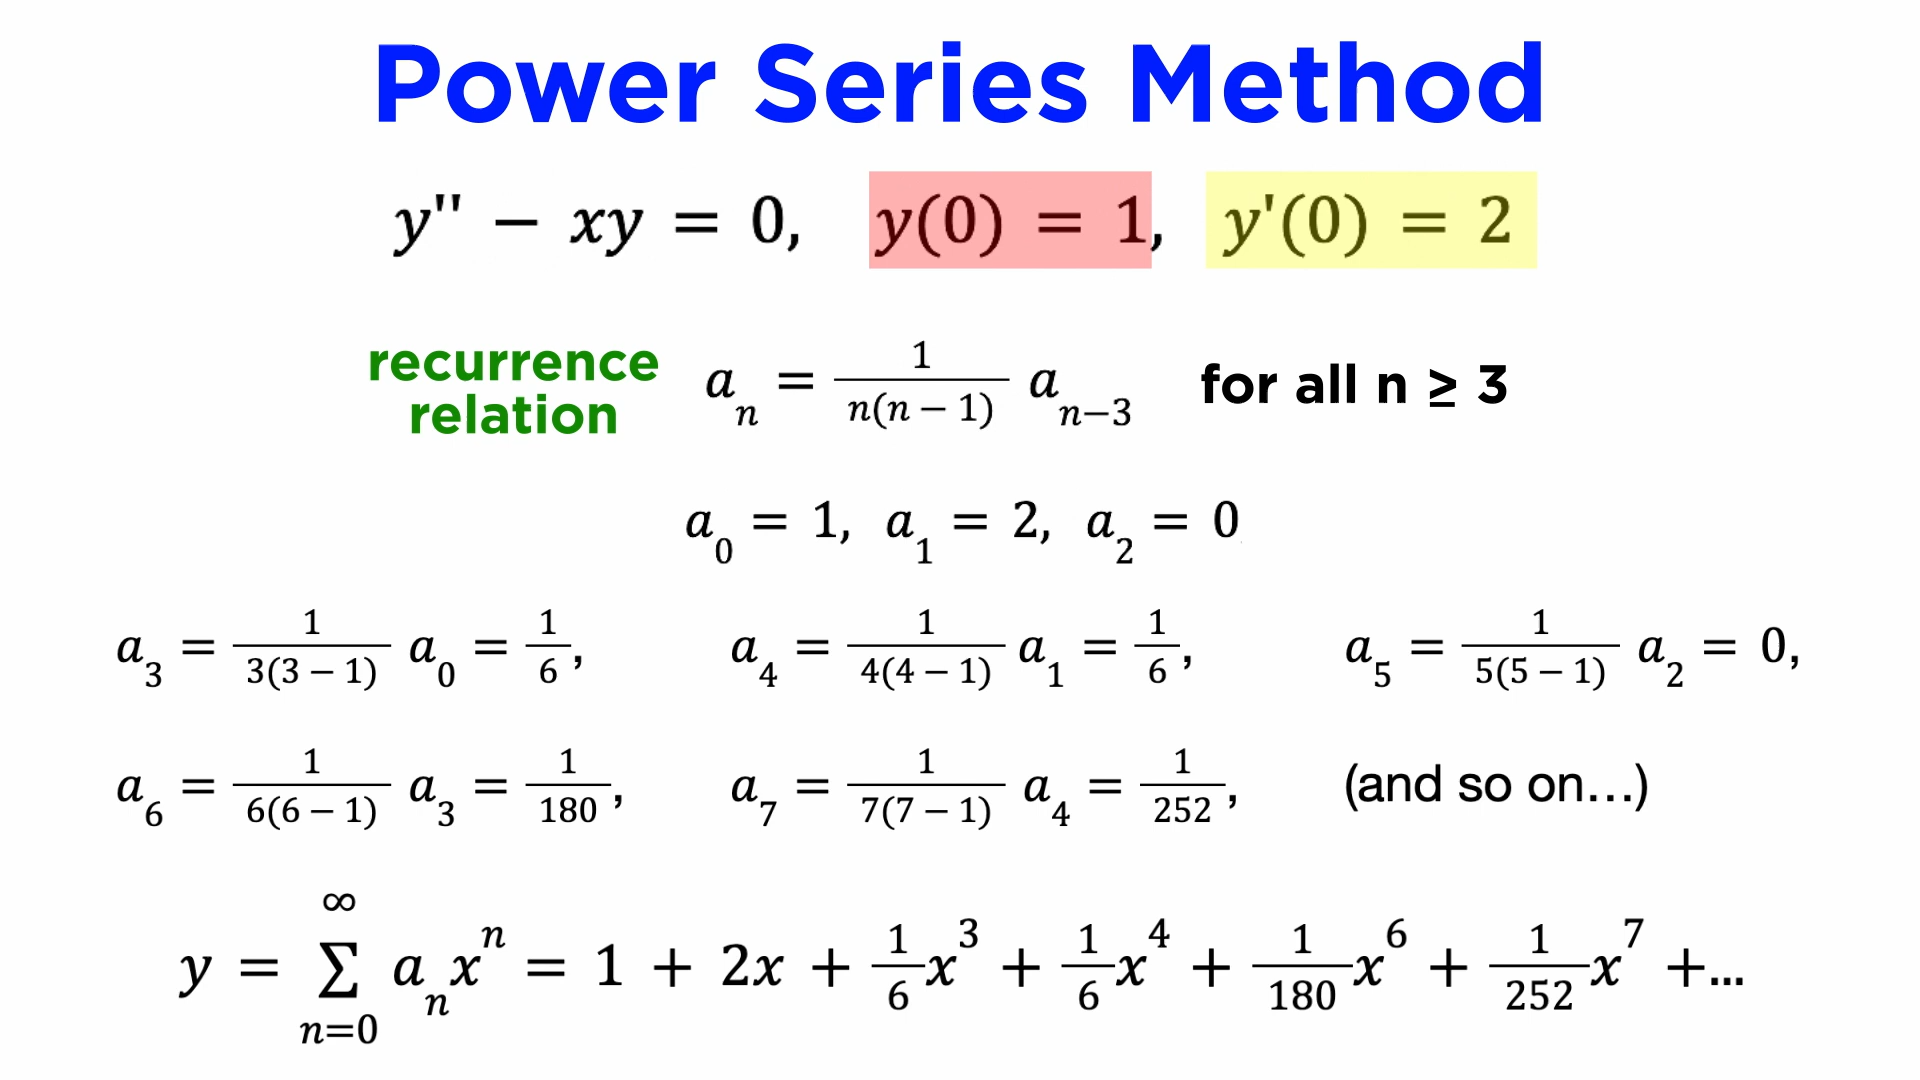 Power Series Method
y'' − xy = 0, y(0) = 1, y'(0) = 2
recurrence relation aₙ = 1/(n(n − 1)) aₙ₋₃ for all n ≥ 3
a₀ = 1, a₁ = 2, a₂ = 0
a₃ = 1/(3(3 − 1)) a₀ = 1/6, a₄ = 1/(4(4 − 1)) a₁ = 1/6, a₅ = 1/(5(5 − 1)) a₂ = 0,
a₆ = 1/(6(6 − 1)) a₃ = 1/180, a₇ = 1/(7(7 − 1)) a₄ = 1/252, (and so on...)
y = ∞ Σ n=0 aₙxⁿ = 1 + 2x + 1/6 x³ + 1/6 x⁴ + 1/180 x⁶ + 1/252 x⁷ +...